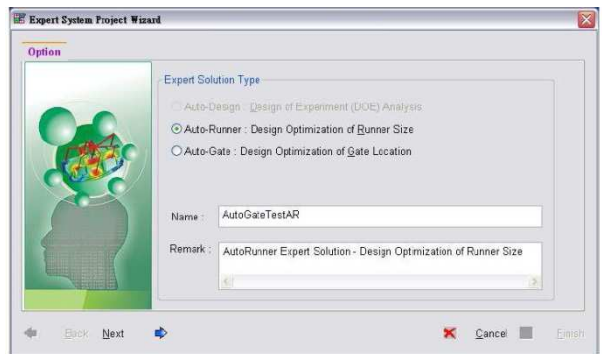 Expert System Project Wizard
Option
Expert Solution Type
Auto-Design : Design of Experiment (DOE) Analysis
Auto-Runner : Design Optimization of Runner Size
Auto-Gate : Design Optimization of Gate Location
Name : AutoGateTestAR
Remark : AutoRunner Expert Solution - Design Optimization of Runner Size
Back Next Cancel Finish